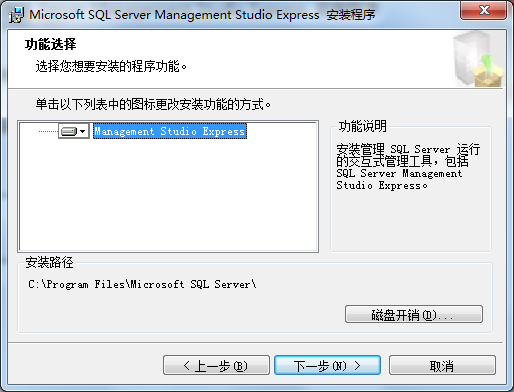 Microsoft SQL Server Management Studio Express 安装程序
功能选择
选择您想要安装的程序功能。
单击以下列表中的图标更改安装功能的方式。
Management Studio Express
功能说明
安装管理 SQL Server 运行
的交互式管理工具，包括
SQL Server Management
Studio Express。
安装路径
C:\Program Files\Microsoft SQL Server\
磁盘开销(D)...
< 上一步(B)
下一步(N) >
取消